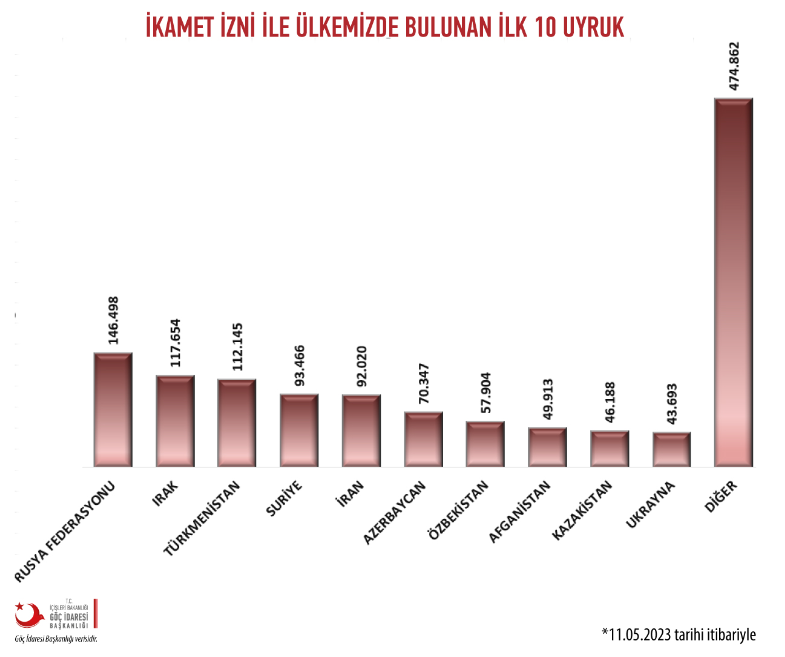 İKAMET İZNİ İLE ÜLKEMİZDE BULUNAN İLK 10 UYRUK
146.498
117.654
112.145
93.466
92.020
70.347
57.904
49.913
46.188
43.693
474.862
RUSYA FEDERASYONU
IRAK
TÜRKMENİSTAN
SURİYE
İRAN
AZERBAYCAN
ÖZBEKİSTAN
AFGANİSTAN
KAZAKİSTAN
UKRAYNA
DİĞER
T.C.
İÇİŞLERİ BAKANLIĞI
GÖÇ İDARESİ
BAŞKANLIĞI
Göç İdaresi Başkanlığı verisidir.
*11.05.2023 tarihi itibariyle